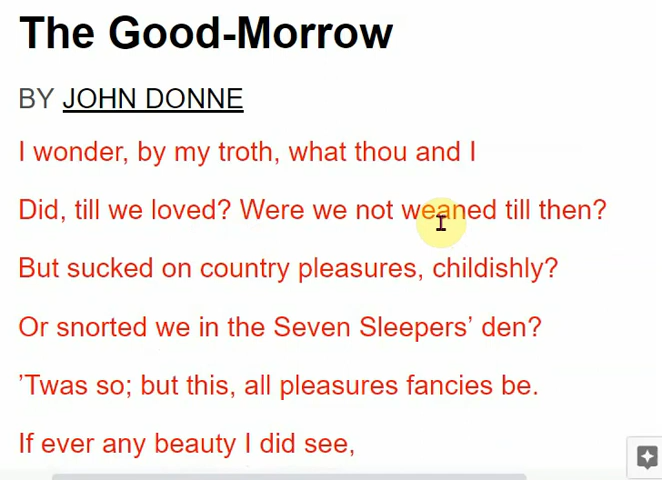 The Good-Morrow
BY JOHN DONNE
I wonder, by my troth, what thou and I
Did, till we loved? Were we not weaned till then?
But sucked on country pleasures, childishly?
Or snorted we in the Seven Sleepers’ den?
’Twas so; but this, all pleasures fancies be.
If ever any beauty I did see,